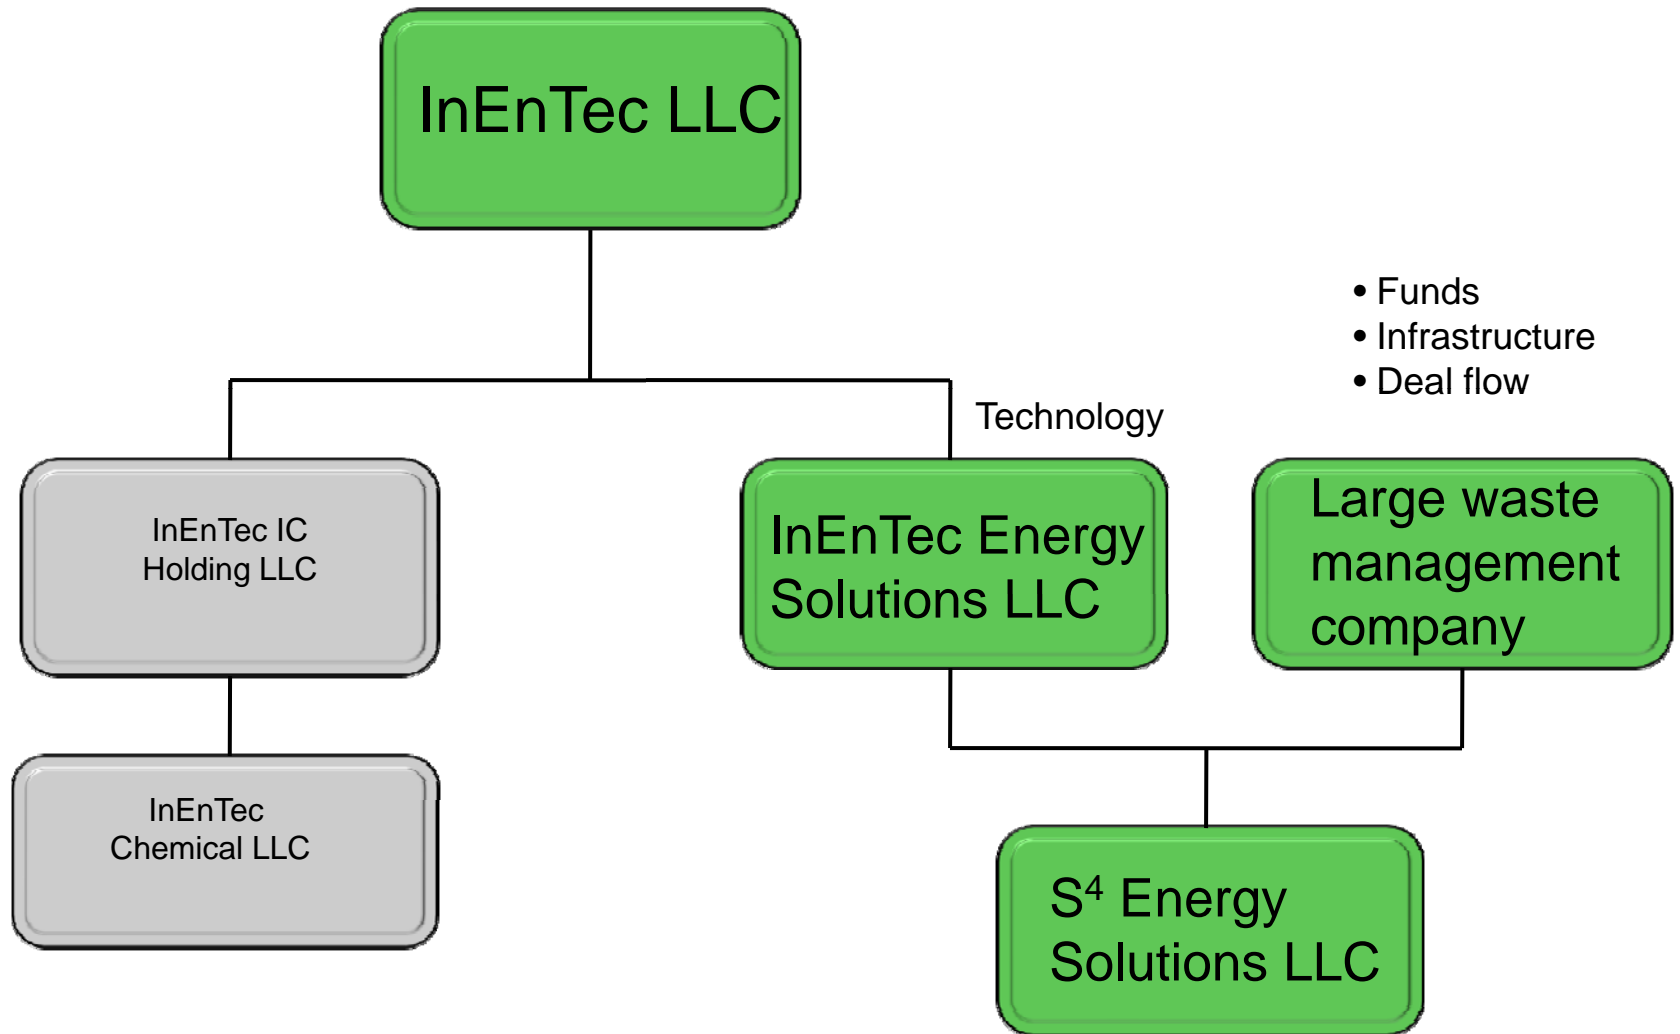 InEnTec LLC
• Funds
• Infrastructure
• Deal flow
Technology
InEnTec IC
Holding LLC
InEnTec Energy
Solutions LLC
Large waste
management
company
InEnTec
Chemical LLC
S⁴ Energy
Solutions LLC